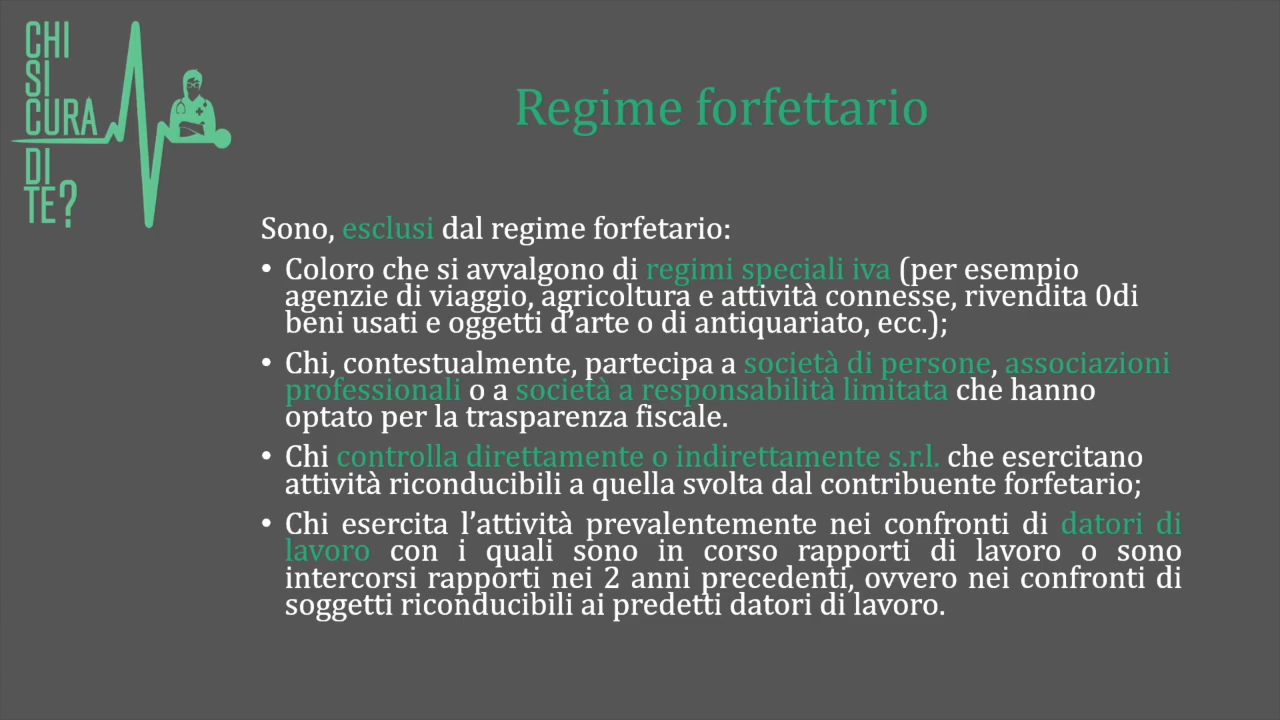 CHI
SI
CURA
DI
TE?
Regime forfettario
Sono, esclusi dal regime forfetario:
• Coloro che si avvalgono di regimi speciali iva (per esempio
agenzie di viaggio, agricoltura e attività connesse, rivendita 0di
beni usati e oggetti d’arte o di antiquariato, ecc.);
• Chi, contestualmente, partecipa a società di persone, associazioni
professionali o a società a responsabilità limitata che hanno
optato per la trasparenza fiscale.
• Chi controlla direttamente o indirettamente s.r.l. che esercitano
attività riconducibili a quella svolta dal contribuente forfetario;
• Chi esercita l’attività prevalentemente nei confronti di datori di
lavoro con i quali sono in corso rapporti di lavoro o sono
intercorsi rapporti nei 2 anni precedenti, ovvero nei confronti di
soggetti riconducibili ai predetti datori di lavoro.